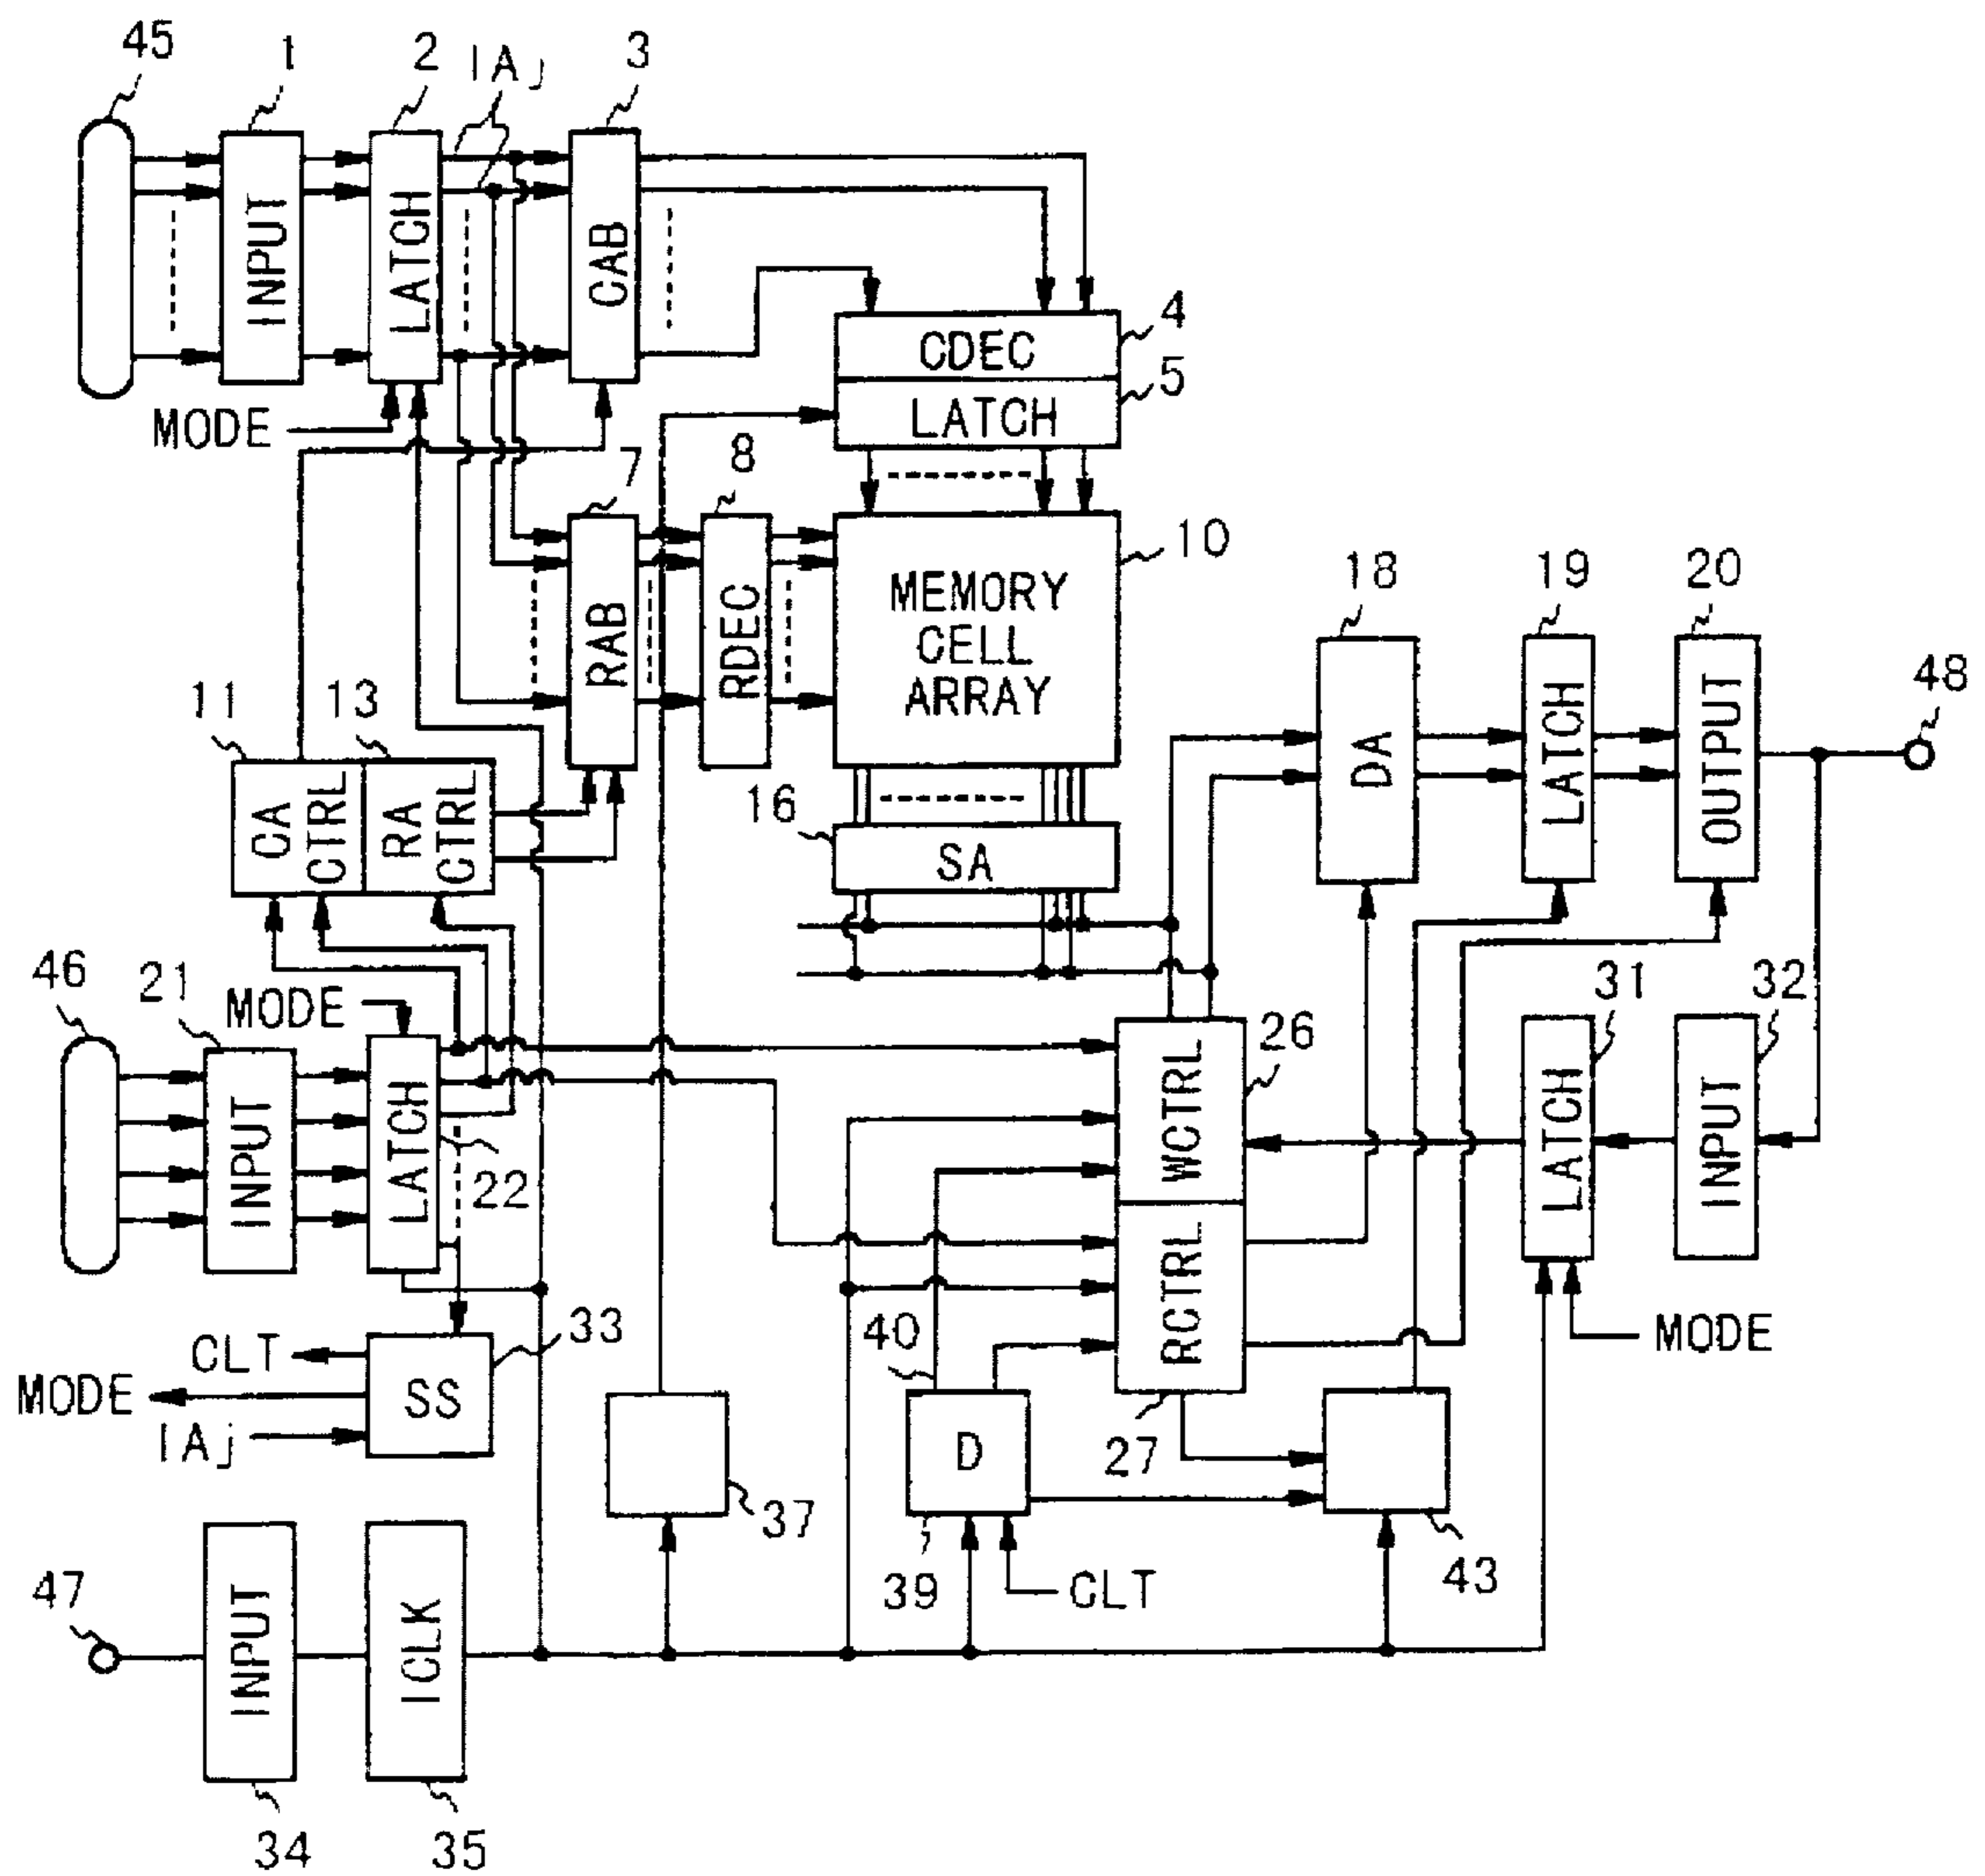 45
1
2
IAj
3
INPUT
LATCH
CAB
4
CDEC
5
LATCH
MODE
7
8
10
RAB
RDEC
MEMORY
CELL
ARRAY
18
19
20
48
11
13
CA
CTRL
RA
CTRL
16
SA
DA
LATCH
OUTPUT
46
21
MODE
INPUT
LATCH
22
26
WCTRL
RCTRL
31
32
LATCH
INPUT
MODE
33
CLT
MODE
IAj
SS
40
D
27
37
39
CLT
43
47
INPUT
ICLK
34
35